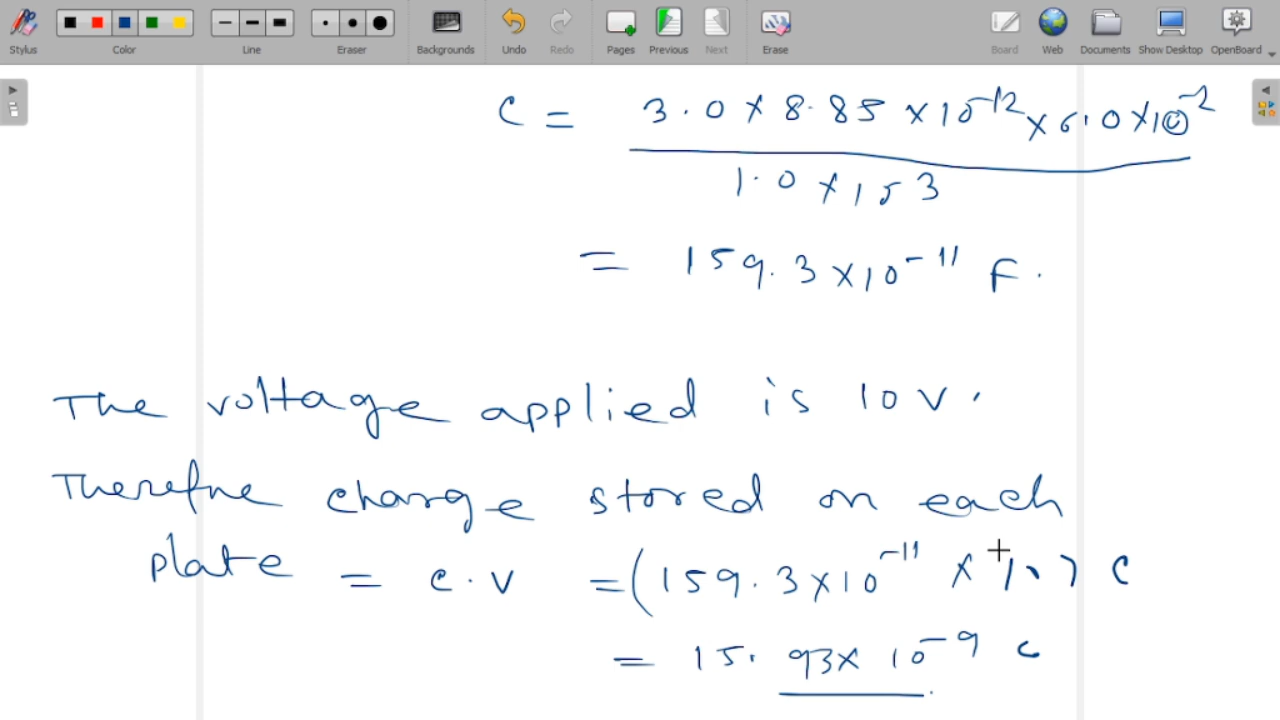 Stylus Color Line Eraser Backgrounds Undo Redo Pages Previous Next Erase Board Web Documents Show Desktop OpenBoard
C = 3.0 × 8.85 × 10⁻¹² × 6.0 × 10⁻²
1.0 × 10⁻³
= 159.3 × 10⁻¹¹ F.
The voltage applied is 10 V.
Therefore charge stored on each
plate = C.V = (159.3 × 10⁻¹¹ × 10) C
= 15.93 × 10⁻⁹ C